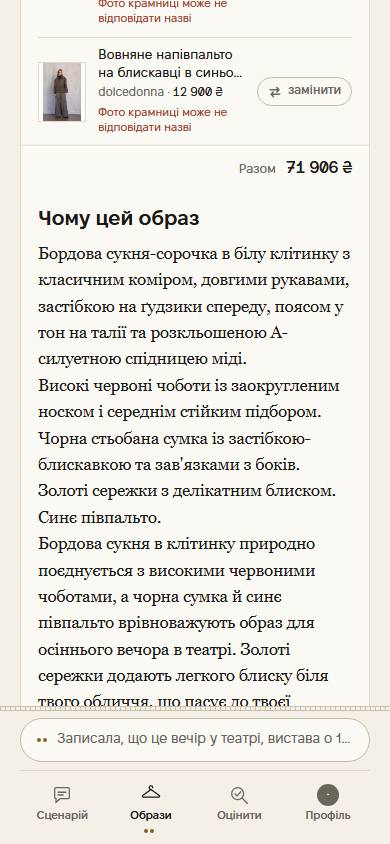 Фото крамниці може не
відповідати назві
Вовняне напівпальто
на блискавці в синьо...
dolcedonna · 12 900 ₴
замінити
Фото крамниці може не
відповідати назві
Разом 71 906 ₴
Чому цей образ
Бордова сукня-сорочка в білу клітинку з
класичним коміром, довгими рукавами,
застібкою на ґудзики спереду, поясом у
тон на талії та розкльошеною А-
силуетною спідницею міді.
Високі червоні чоботи із заокругленим
носком і середнім стійким підбором.
Чорна стьобана сумка із застібкою-
блискавкою та зав'язками з боків.
Золоті сережки з делікатним блиском.
Синє півпальто.
Бордова сукня в клітинку природно
поєднується з високими червоними
чоботами, а чорна сумка й синє
півпальто врівноважують образ для
осіннього вечора в театрі. Золоті
сережки додають легкого блиску біля
твого обличчя, що пасує до твоєї
Записала, що це вечір у театрі, вистава о 1...
Сценарій
Образи
Оцінити
Профіль